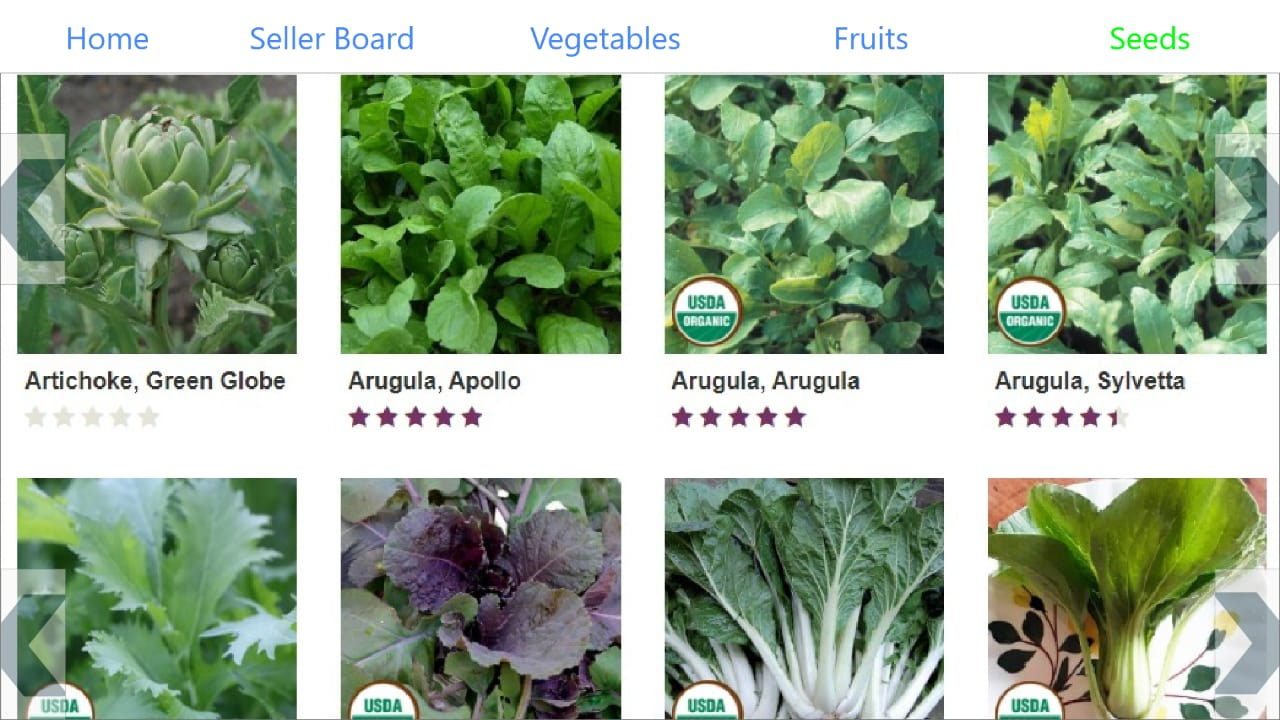 Home Seller Board Vegetables Fruits Seeds
USDA ORGANIC
USDA ORGANIC
Artichoke, Green Globe
Arugula, Apollo
Arugula, Arugula
Arugula, Sylvetta
USDA
USDA
USDA
USDA